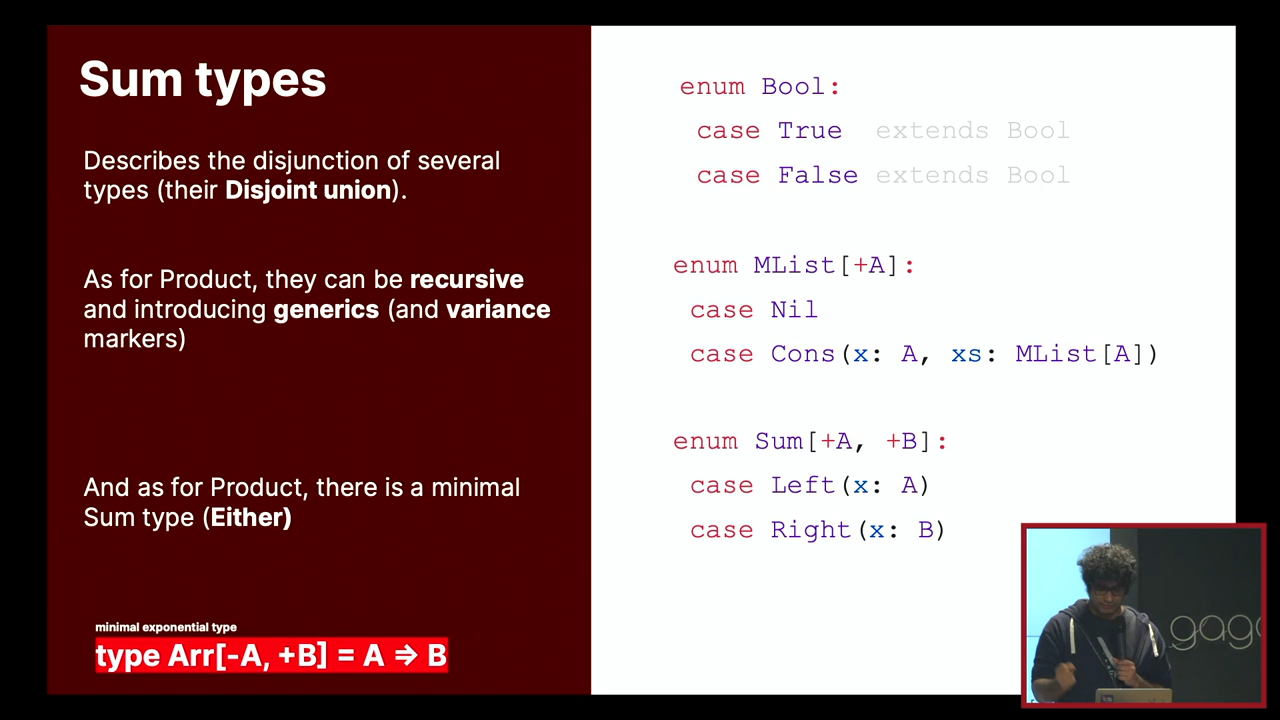 Sum types
Describes the disjunction of several
types (their Disjoint union).
As for Product, they can be recursive
and introducing generics (and variance
markers)
And as for Product, there is a minimal
Sum type (Either)
minimal exponential type
type Arr[-A, +B] = A => B
enum Bool:
case True extends Bool
case False extends Bool
enum MList[+A]:
case Nil
case Cons(x: A, xs: MList[A])
enum Sum[+A, +B]:
case Left(x: A)
case Right(x: B)